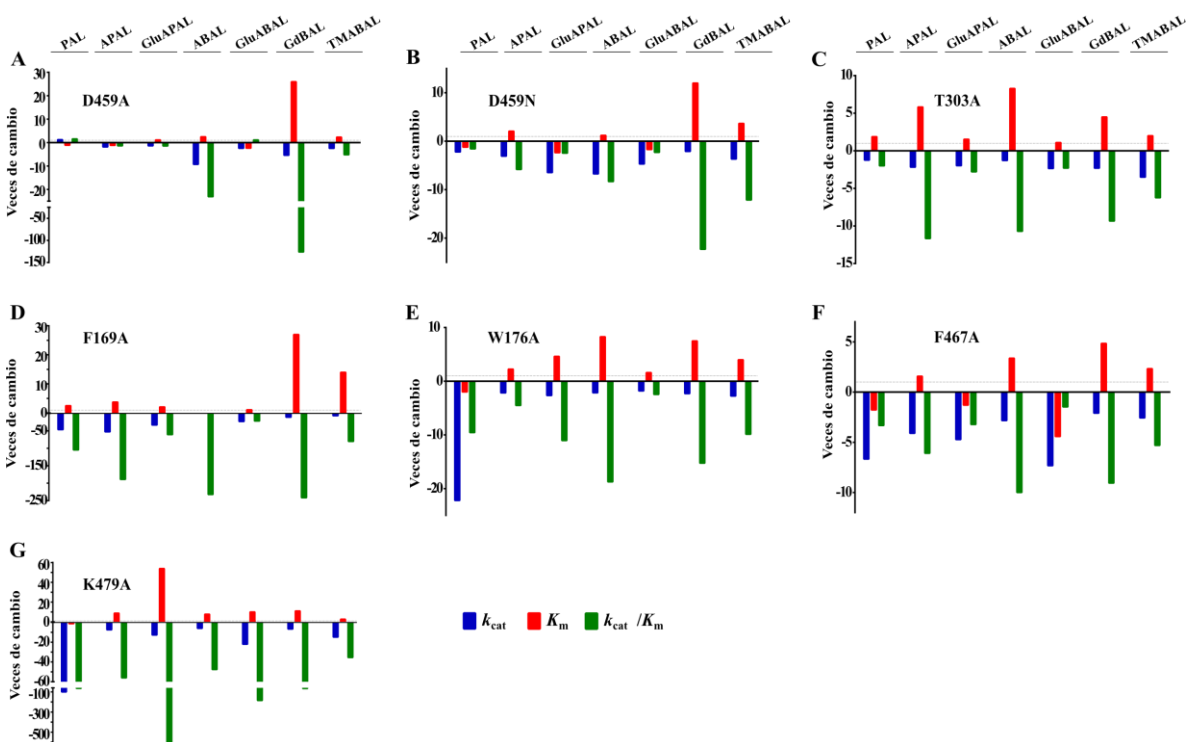 PAL APAL GluAPAL ABAL GluABAL GdBAL TMABAL
PAL APAL GluAPAL ABAL GluABAL GdBAL TMABAL
PAL APAL GluAPAL ABAL GluABAL GdBAL TMABAL
A
D459A
Veces de cambio
30
20
10
0
-10
-20
-50
-100
-150
B
D459N
Veces de cambio
10
0
-10
-20
C
T303A
Veces de cambio
10
5
0
-5
-10
-15
D
F169A
Veces de cambio
30
20
10
0
-50
-150
-250
E
W176A
Veces de cambio
10
0
-10
-20
F
F467A
Veces de cambio
5
0
-5
-10
G
K479A
Veces de cambio
60
40
20
0
-20
-40
-60
-100
-300
-500
kcat Km kcat /Km